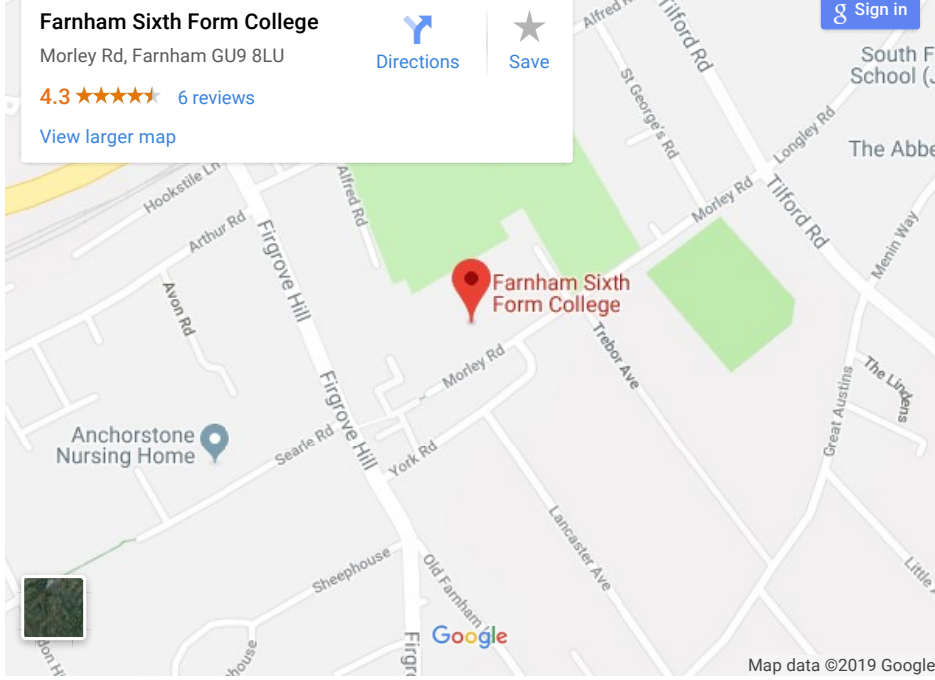 Farnham Sixth Form College
Morley Rd, Farnham GU9 8LU
4.3
6 reviews
View larger map
Directions
Save
g Sign in
Alfred R
Tilford Rd
South F
School (J
St George's Rd
Longley Rd
The Abbe
Hookstile Ln
Alfred Rd
Morley Rd
Tilford Rd
Arthur Rd
Firgrove Hill
Menin Way
Avon Rd
Farnham Sixth
Form College
Trebor Ave
Morley Rd
The Lindens
Firgrove Hill
Great Austins
Anchorstone
Nursing Home
Searle Rd
York Rd
Lancaster Ave
Sheephouse
Old Farnham
Little
Google
Firgr
don H
house
Map data ©2019 Google